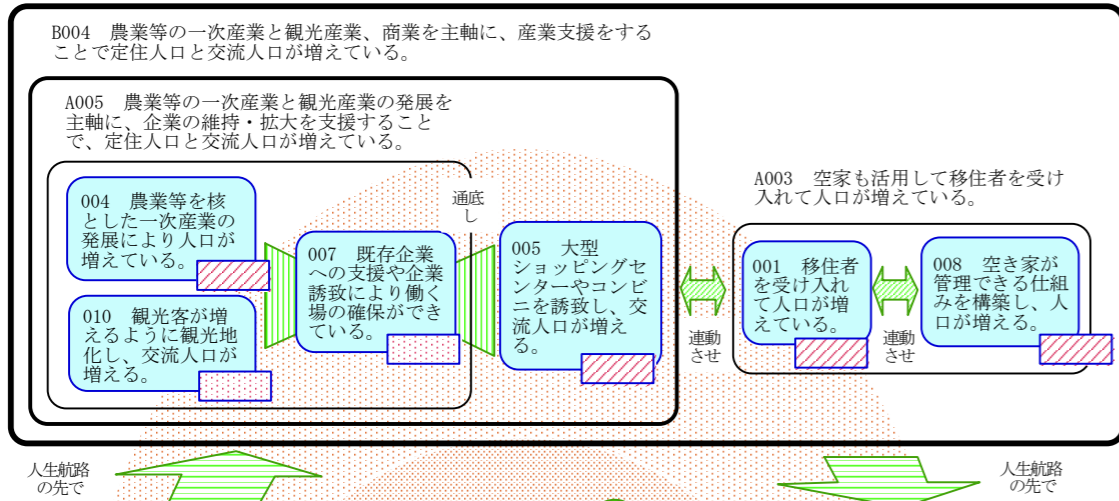 B004 農業等の一次産業と観光産業、商業を主軸に、産業支援をする
ことで定住人口と交流人口が増えている。
A005 農業等の一次産業と観光産業の発展を
主軸に、企業の維持・拡大を支援すること
で、定住人口と交流人口が増えている。
004 農業等を核
とした一次産業の
発展により人口が
増えている。
010 観光客が増
えるように観光地
化し、交流人口が
増える。
007 既存企業
への支援や企業
誘致により働く
場の確保ができ
ている。
通底
し
005 大型
ショッピングセ
ンターやコンビ
ニを誘致し、交
流人口が増え
る。
連動
させ
A003 空家も活用して移住者を受け
入れて人口が増えている。
001 移住者
を受け入れ
て人口が増
えている。
連動
させ
008 空き家が
管理できる仕組
みを構築し、人
口が増える。
人生航路
の先で
人生航路
の先で